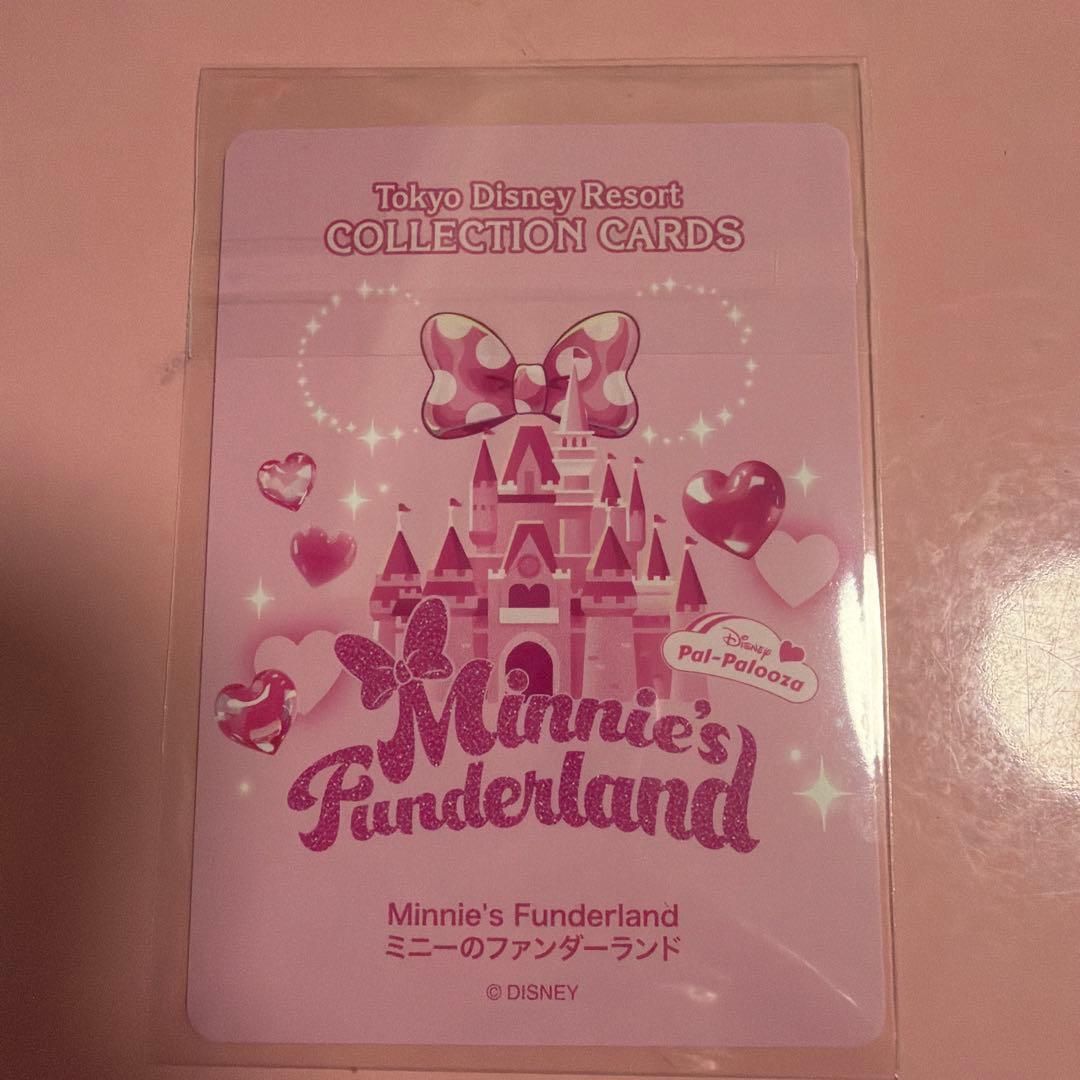 Tokyo Disney Resort
COLLECTION CARDS
Disney
Pal-Palooza
Minnie's
Funderland
Minnie's Funderland
ミニーのファンダーランド
© DISNEY